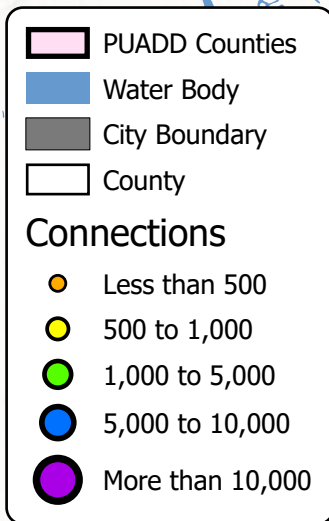 PUADD Counties
Water Body
City Boundary
County
Connections
Less than 500
500 to 1,000
1,000 to 5,000
5,000 to 10,000
More than 10,000